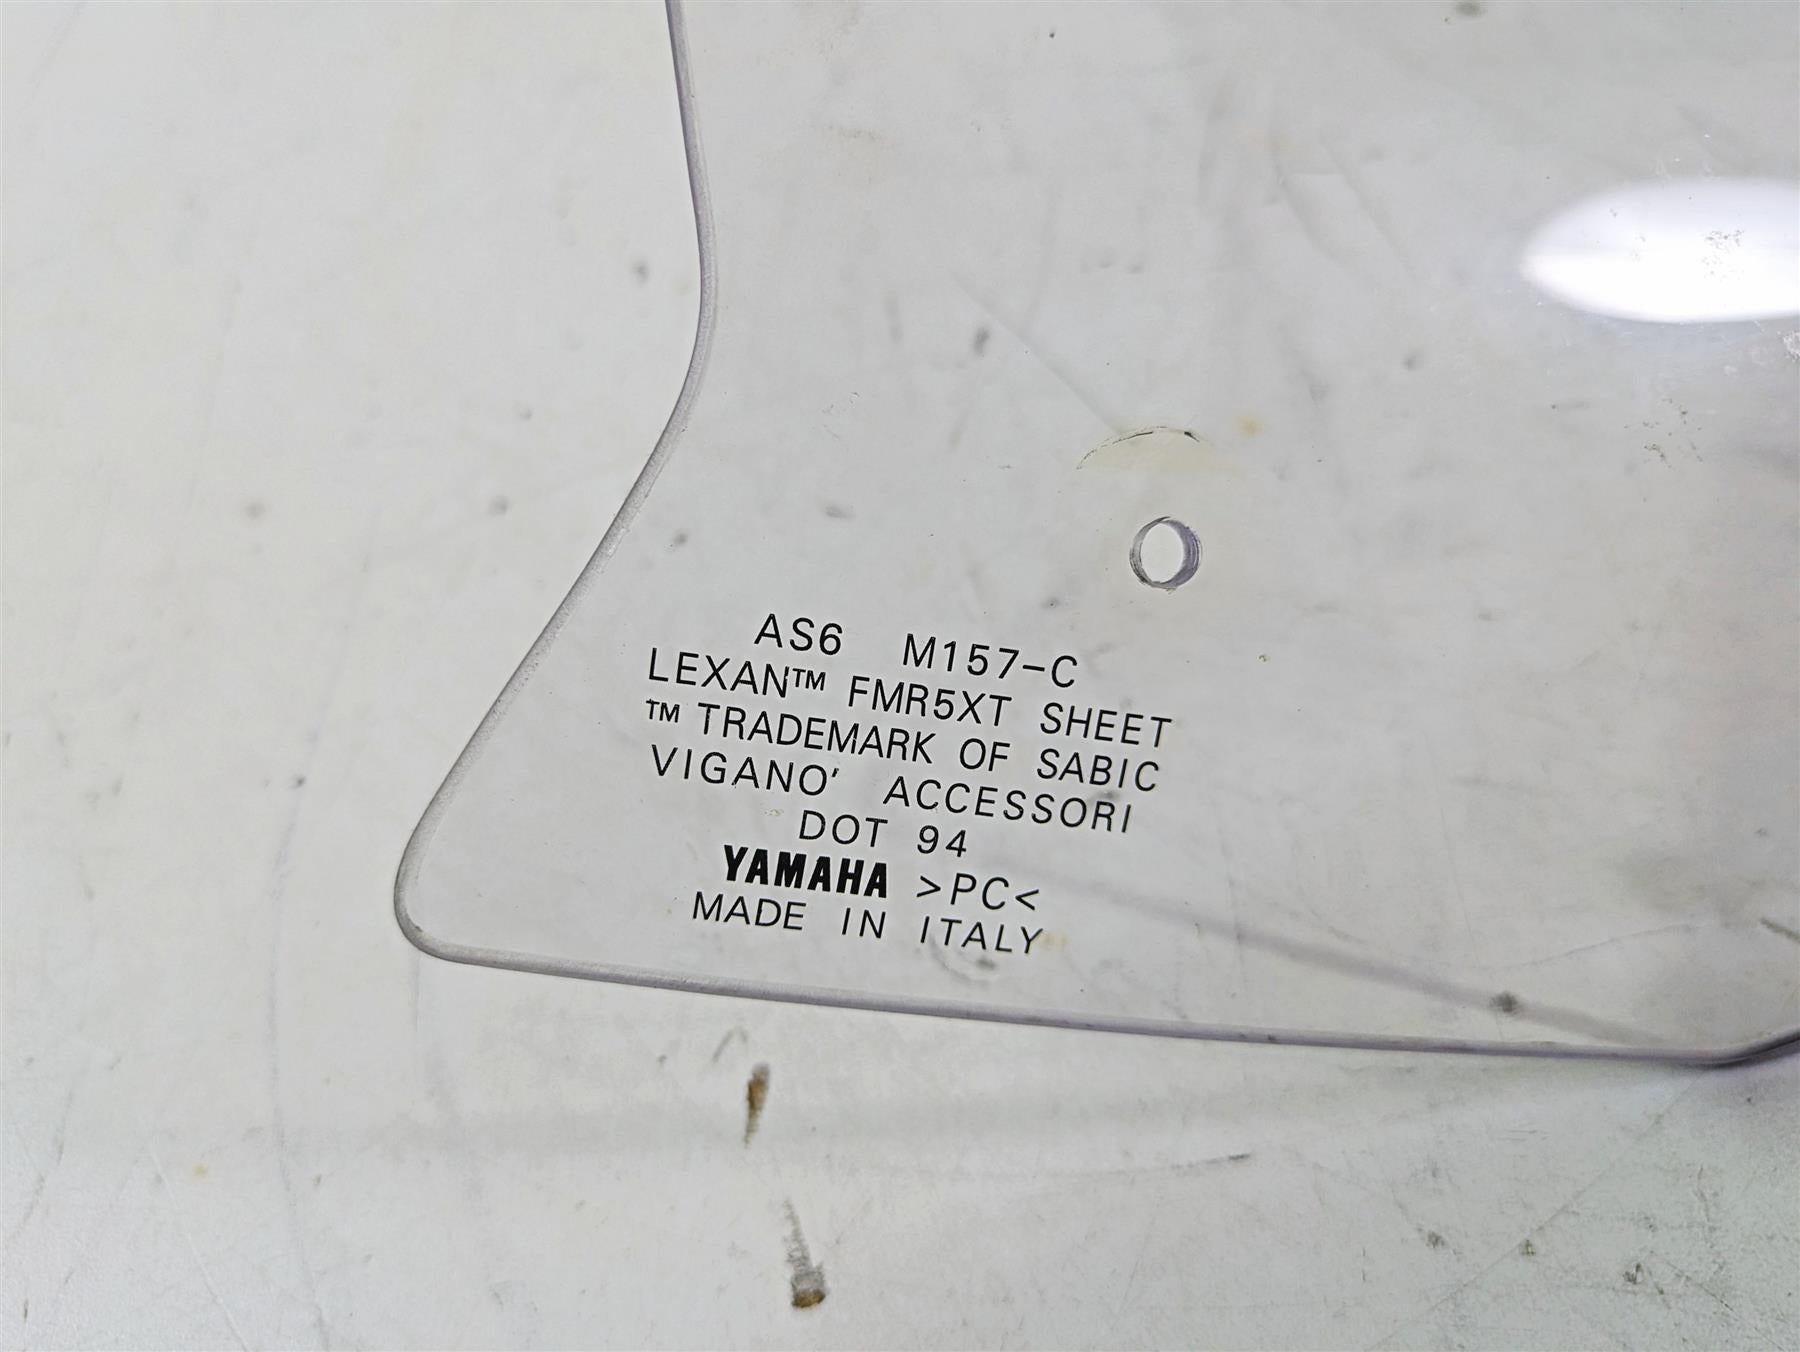 AS6 M157-C
LEXAN™ FMR5XT SHEET
™ TRADEMARK OF SABIC
VIGANO' ACCESSORI
DOT 94
YAMAHA >PC<
MADE IN ITALY